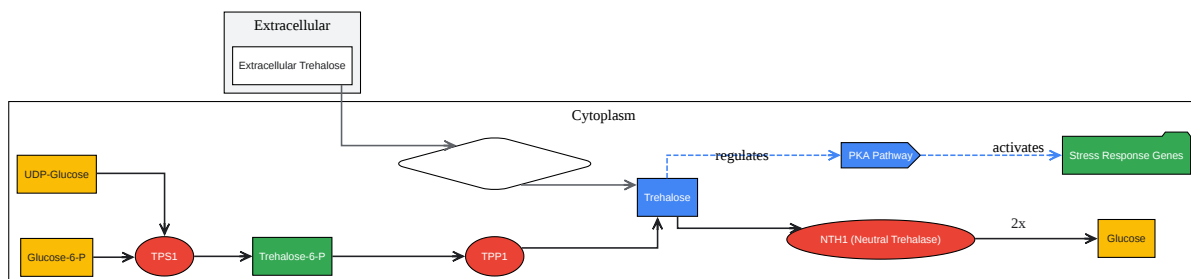 Extracellular
Extracellular Trehalose
Cytoplasm
regulates
PKA Pathway
activates
Stress Response Genes
UDP-Glucose
Trehalose
2x
NTH1 (Neutral Trehalase)
Glucose
Glucose-6-P
TPS1
Trehalose-6-P
TPP1